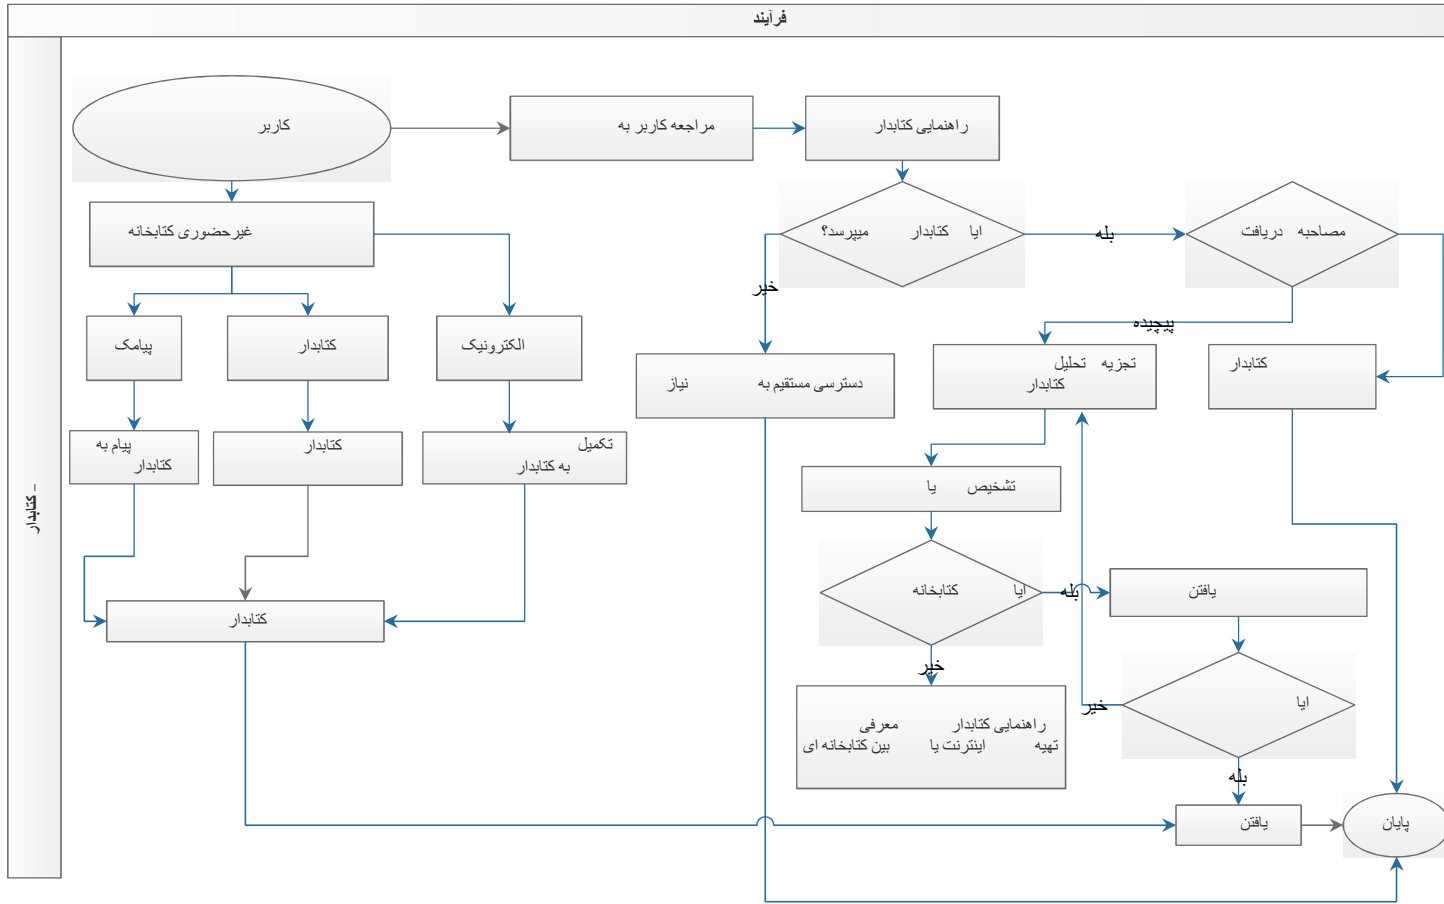 فرآیند
- کتابدار
کاربر
مراجعه کاربر به
راهنمایی کتابدار
غیرحضوری کتابخانه
ایا کتابدار میپرسد؟
بله
مصاحبه دریافت
خیر
پیچیده
پیامک
کتابدار
الکترونیک
دسترسی مستقیم به نیاز
تجزیه تحلیل
کتابدار
کتابدار
پیام به
کتابدار
کتابدار
تکمیل
به کتابدار
تشخیص یا
ایا کتابخانه
بله
یافتن
کتابدار
خیر
ایا
خیر
راهنمایی کتابدار معرفی
تهیه اینترنت یا بین کتابخانه ای
بله
یافتن
پایان